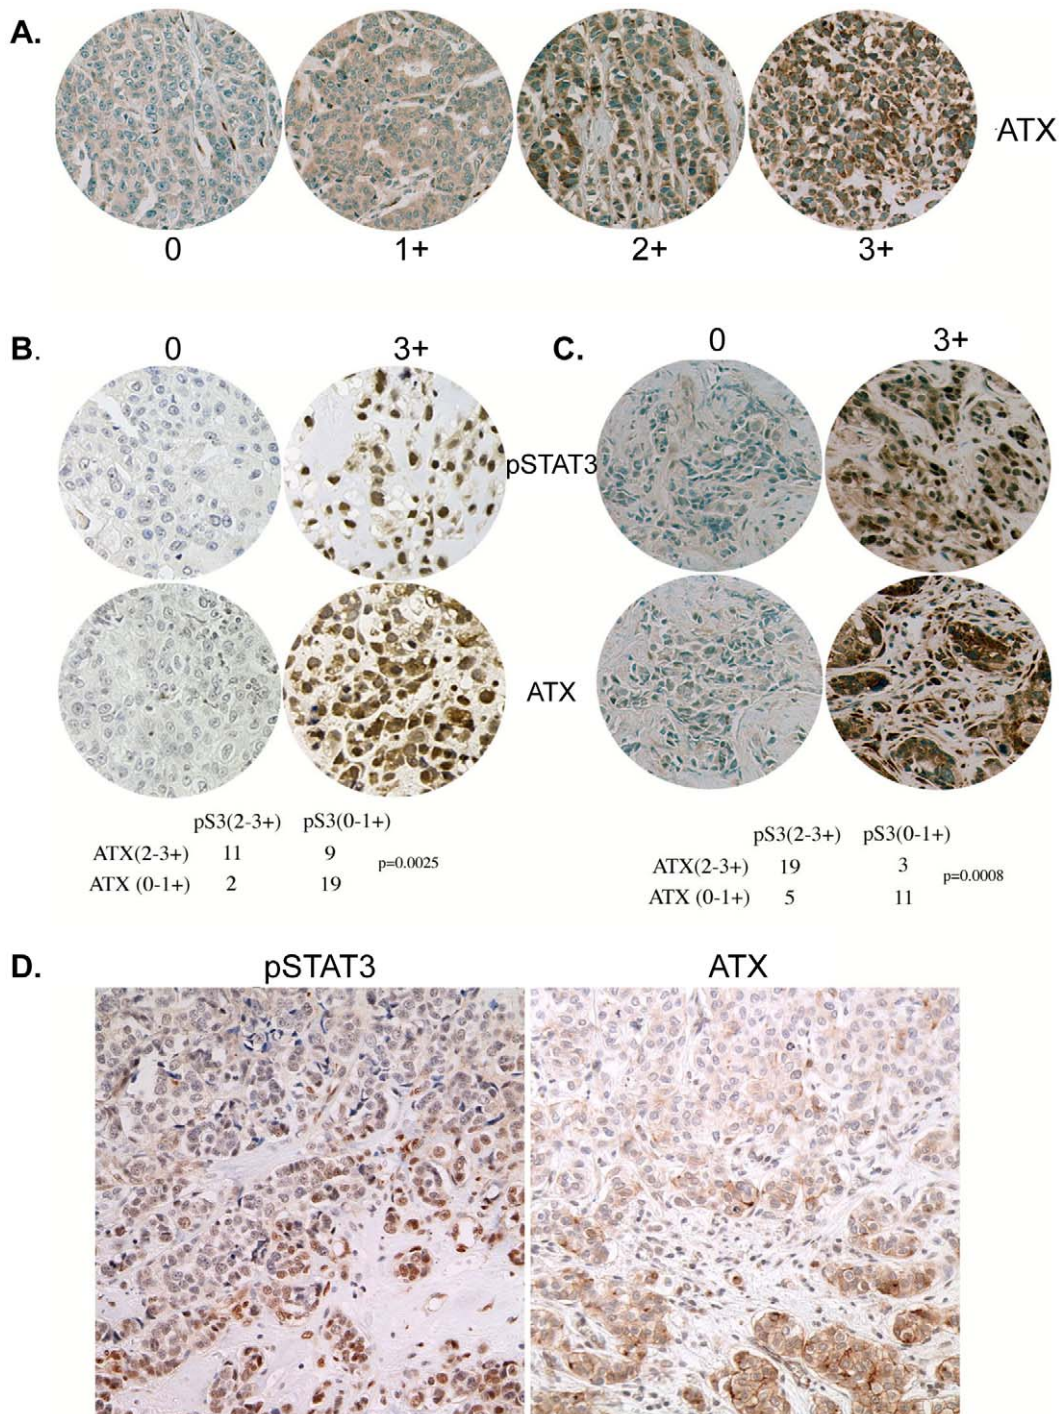 A.
ATX
0 1+ 2+ 3+
B. 0 3+ C. 0 3+
pSTAT3
ATX
pS3(2-3+) pS3(0-1+)
ATX(2-3+) 11 9
p=0.0025
ATX (0-1+) 2 19
pS3(2-3+) pS3(0-1+)
ATX(2-3+) 19 3
p=0.0008
ATX (0-1+) 5 11
D. pSTAT3 ATX